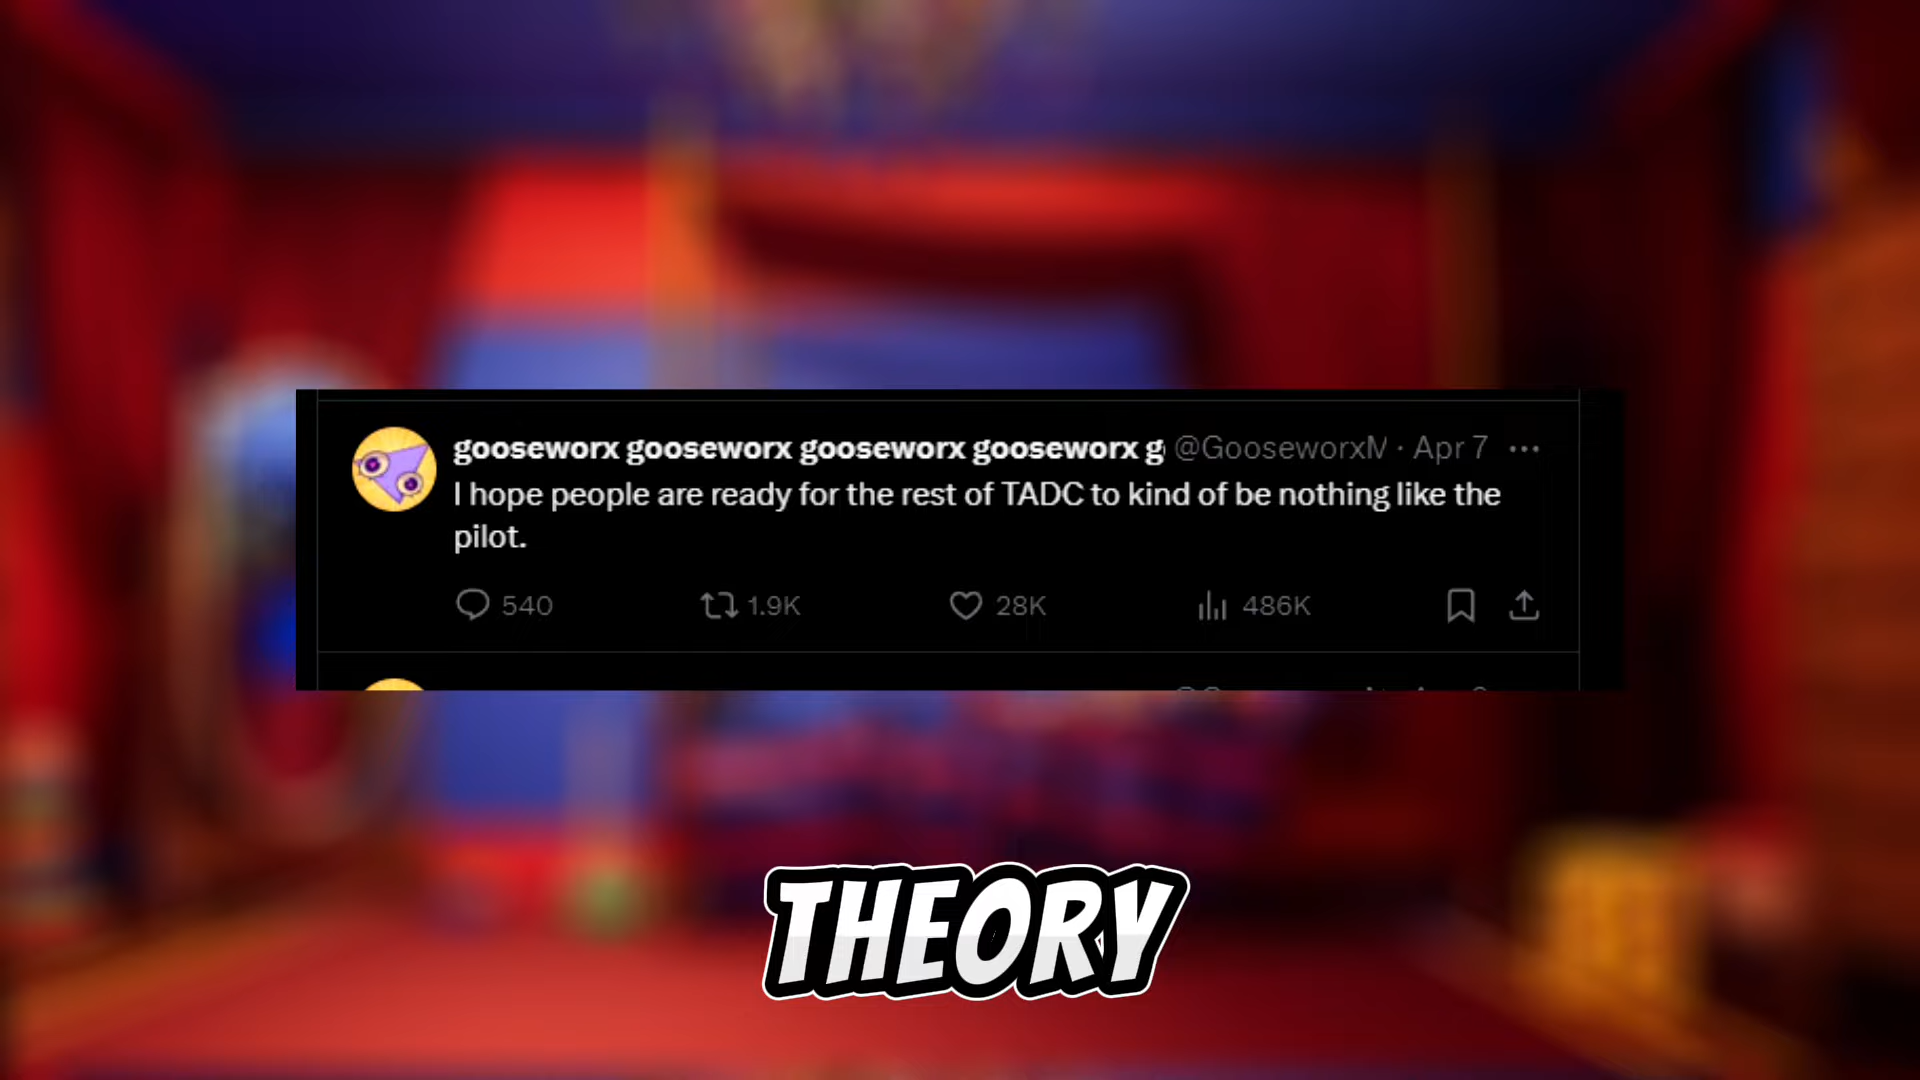 gooseworx gooseworx gooseworx gooseworx g @GooseworxM · Apr 7 ···
I hope people are ready for the rest of TADC to kind of be nothing like the
pilot.
540 1.9K 28K 486K
THEORY